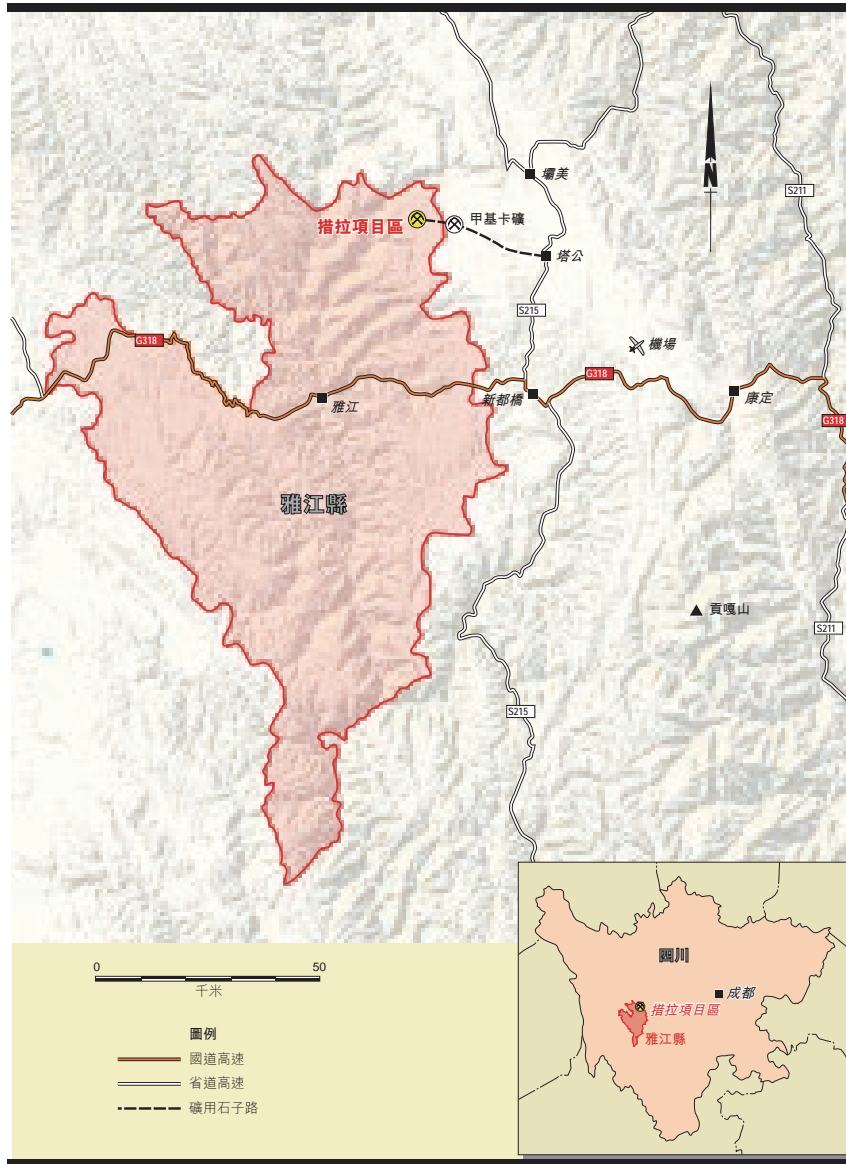 N
S211
壩美
甲基卡礦
措拉項目區
塔公
S215
機場
G318
G318
雅江
新都橋
康定
G318
雅江縣
貢嘎山
S211
S215
0 50
千米
圖例
國道高速
省道高速
礦用石子路
四川
成都
措拉項目區
雅江縣